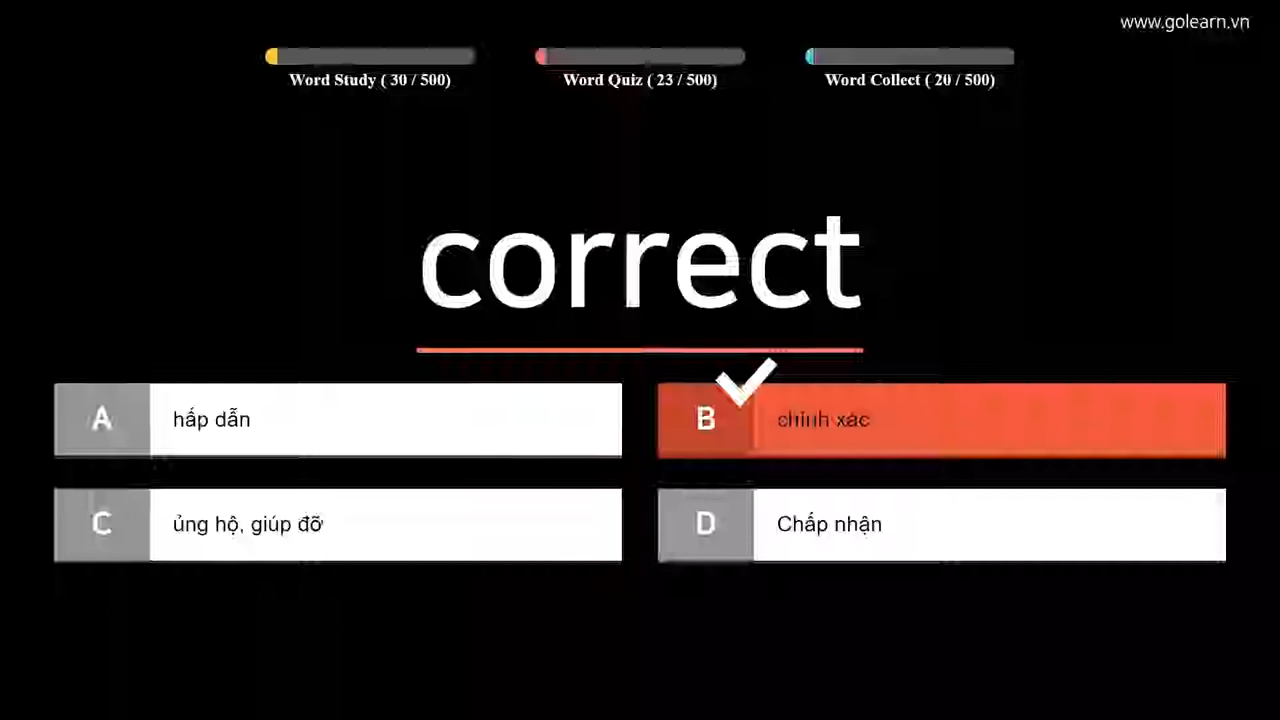 www.golearn.vn
Word Study ( 30 / 500)
Word Quiz ( 23 / 500)
Word Collect ( 20 / 500)
correct
A hấp dẫn
B chính xác
C ủng hộ, giúp đỡ
D Chấp nhận